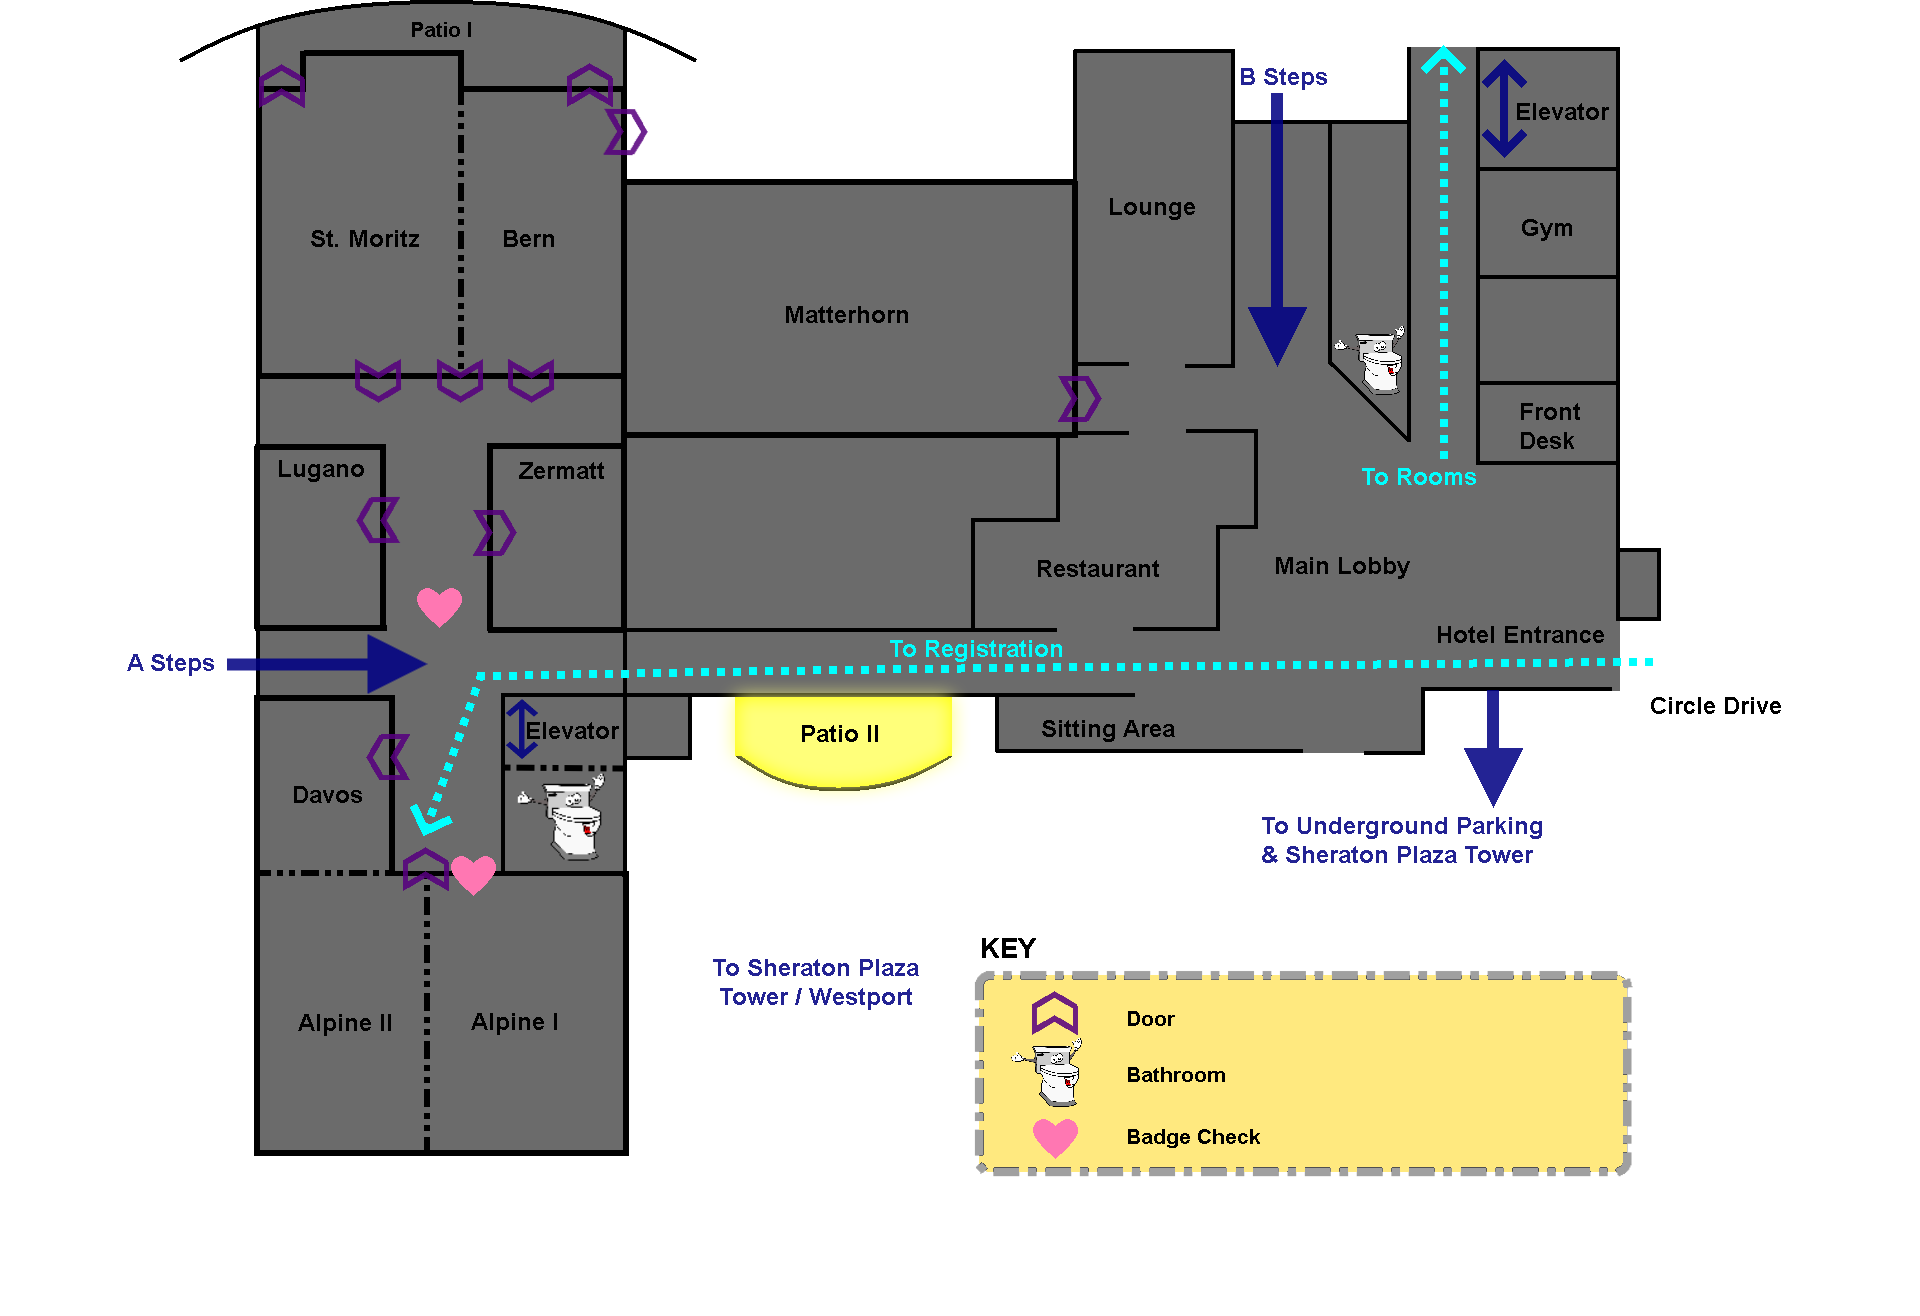 Patio I
B Steps
Elevator
Lounge
Gym
St. Moritz
Bern
Matterhorn
Front
Desk
Lugano
Zermatt
To Rooms
Restaurant
Main Lobby
Hotel Entrance
To Registration
A Steps
Circle Drive
Elevator
Patio II
Sitting Area
Davos
To Underground Parking
& Sheraton Plaza Tower
KEY
To Sheraton Plaza
Tower / Westport
Alpine II
Alpine I
Door
Bathroom
Badge Check